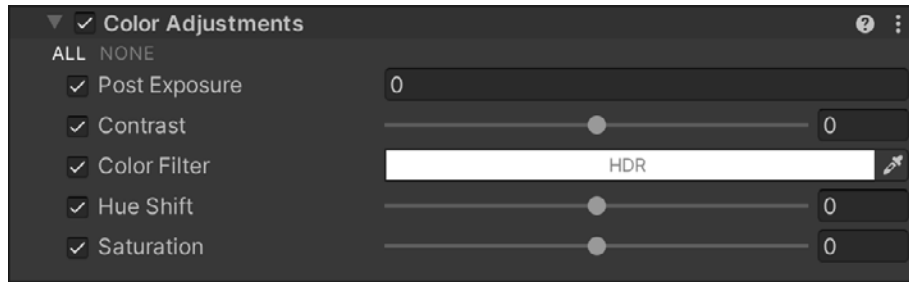 Color Adjustments
ALL NONE
Post Exposure 0
Contrast 0
Color Filter HDR
Hue Shift 0
Saturation 0